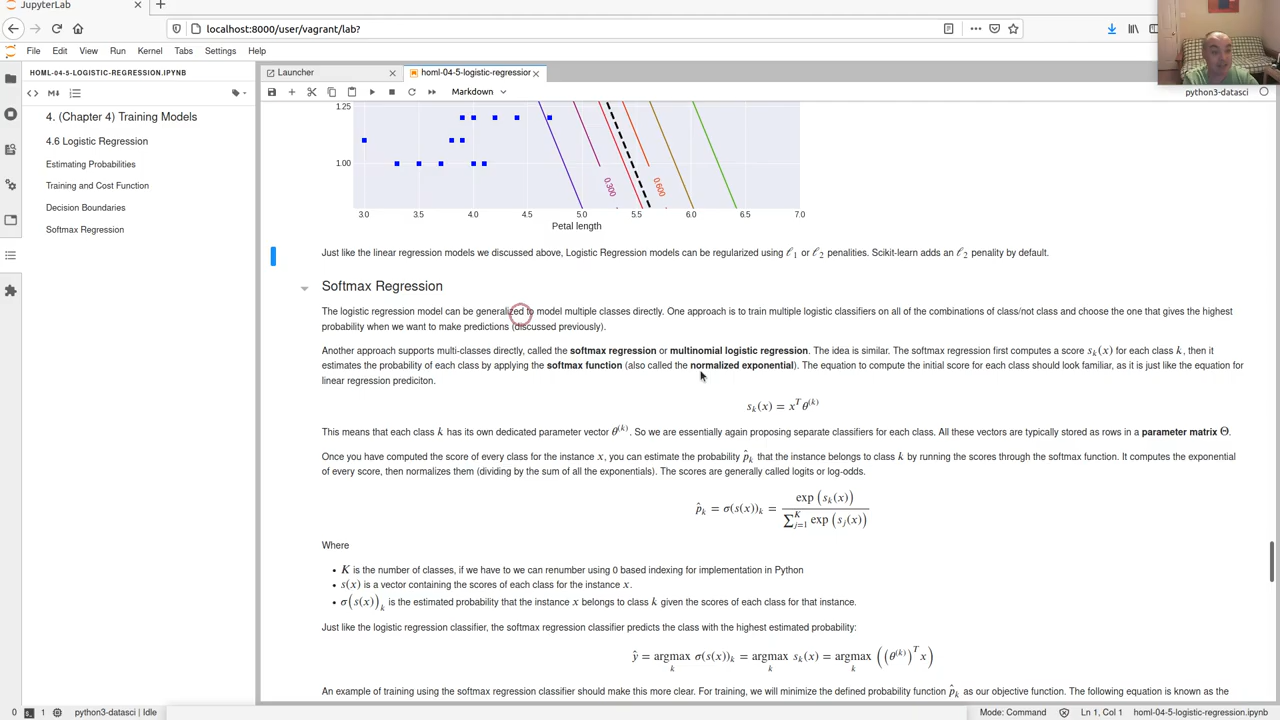 JupyterLab
localhost:8000/user/vagrant/lab?
File Edit View Run Kernel Tabs Settings Help
HOML-04-5-LOGISTIC-REGRESSION.IPYNB
Launcher
homl-04-5-logistic-regression
Markdown
python3-datasci
4. (Chapter 4) Training Models
4.6 Logistic Regression
Estimating Probabilities
Training and Cost Function
Decision Boundaries
Softmax Regression
1.25
1.00
0.300
0.600
3.0 3.5 4.0 4.5 5.0 5.5 6.0 6.5 7.0
Petal length
Just like the linear regression models we discussed above, Logistic Regression models can be regularized using ℓ1 or ℓ2 penalities. Scikit-learn adds an ℓ2 penality by default.
Softmax Regression
The logistic regression model can be generalized to model multiple classes directly. One approach is to train multiple logistic classifiers on all of the combinations of class/not class and choose the one that gives the highest
probability when we want to make predictions (discussed previously).
Another approach supports multi-classes directly, called the softmax regression or multinomial logistic regression. The idea is similar. The softmax regression first computes a score s_k(x) for each class k, then it
estimates the probability of each class by applying the softmax function (also called the normalized exponential). The equation to compute the initial score for each class should look familiar, as it is just like the equation for
linear regression prediciton.
s_k(x) = x^T θ^(k)
This means that each class k has its own dedicated parameter vector θ^(k). So we are essentially again proposing separate classifiers for each class. All these vectors are typically stored as rows in a parameter matrix Θ.
Once you have computed the score of every class for the instance x, you can estimate the probability p̂_k that the instance belongs to class k by running the scores through the softmax function. It computes the exponential
of every score, then normalizes them (dividing by the sum of all the exponentials). The scores are generally called logits or log-odds.
p̂_k = σ(s(x))_k = exp (s_k(x)) / ∑_{j=1}^K exp (s_j(x))
Where
• K is the number of classes, if we have to we can renumber using 0 based indexing for implementation in Python
• s(x) is a vector containing the scores of each class for the instance x.
• σ(s(x))_k is the estimated probability that the instance x belongs to class k given the scores of each class for that instance.
Just like the logistic regression classifier, the softmax regression classifier predicts the class with the highest estimated probability:
ŷ = argmax_k σ(s(x))_k = argmax_k s_k(x) = argmax_k ((θ^(k))^T x)
An example of training using the softmax regression classifier should make this more clear. For training, we will minimize the defined probability function p̂_k as our objective function. The following equation is known as the
0 1 python3-datasci | Idle
Mode: Command
Ln 1, Col 1
homl-04-5-logistic-regression.ipynb